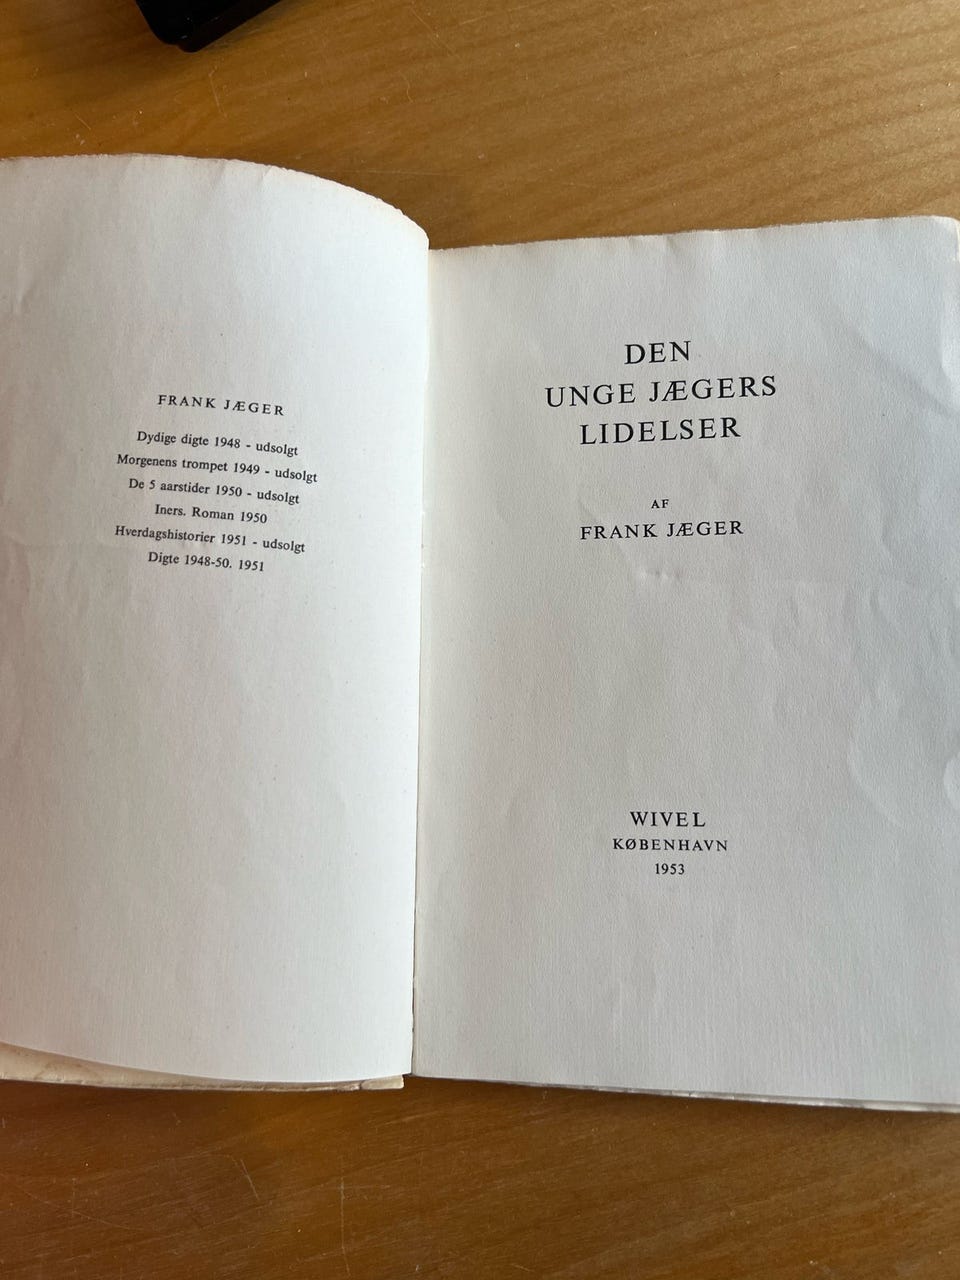 FRANK JÆGER
Dydige digte 1948 - udsolgt
Morgenens trompet 1949 - udsolgt
De 5 aarstider 1950 - udsolgt
Iners. Roman 1950
Hverdagshistorier 1951 - udsolgt
Digte 1948-50. 1951
DEN
UNGE JÆGERS
LIDELSER
AF
FRANK JÆGER
WIVEL
KØBENHAVN
1953